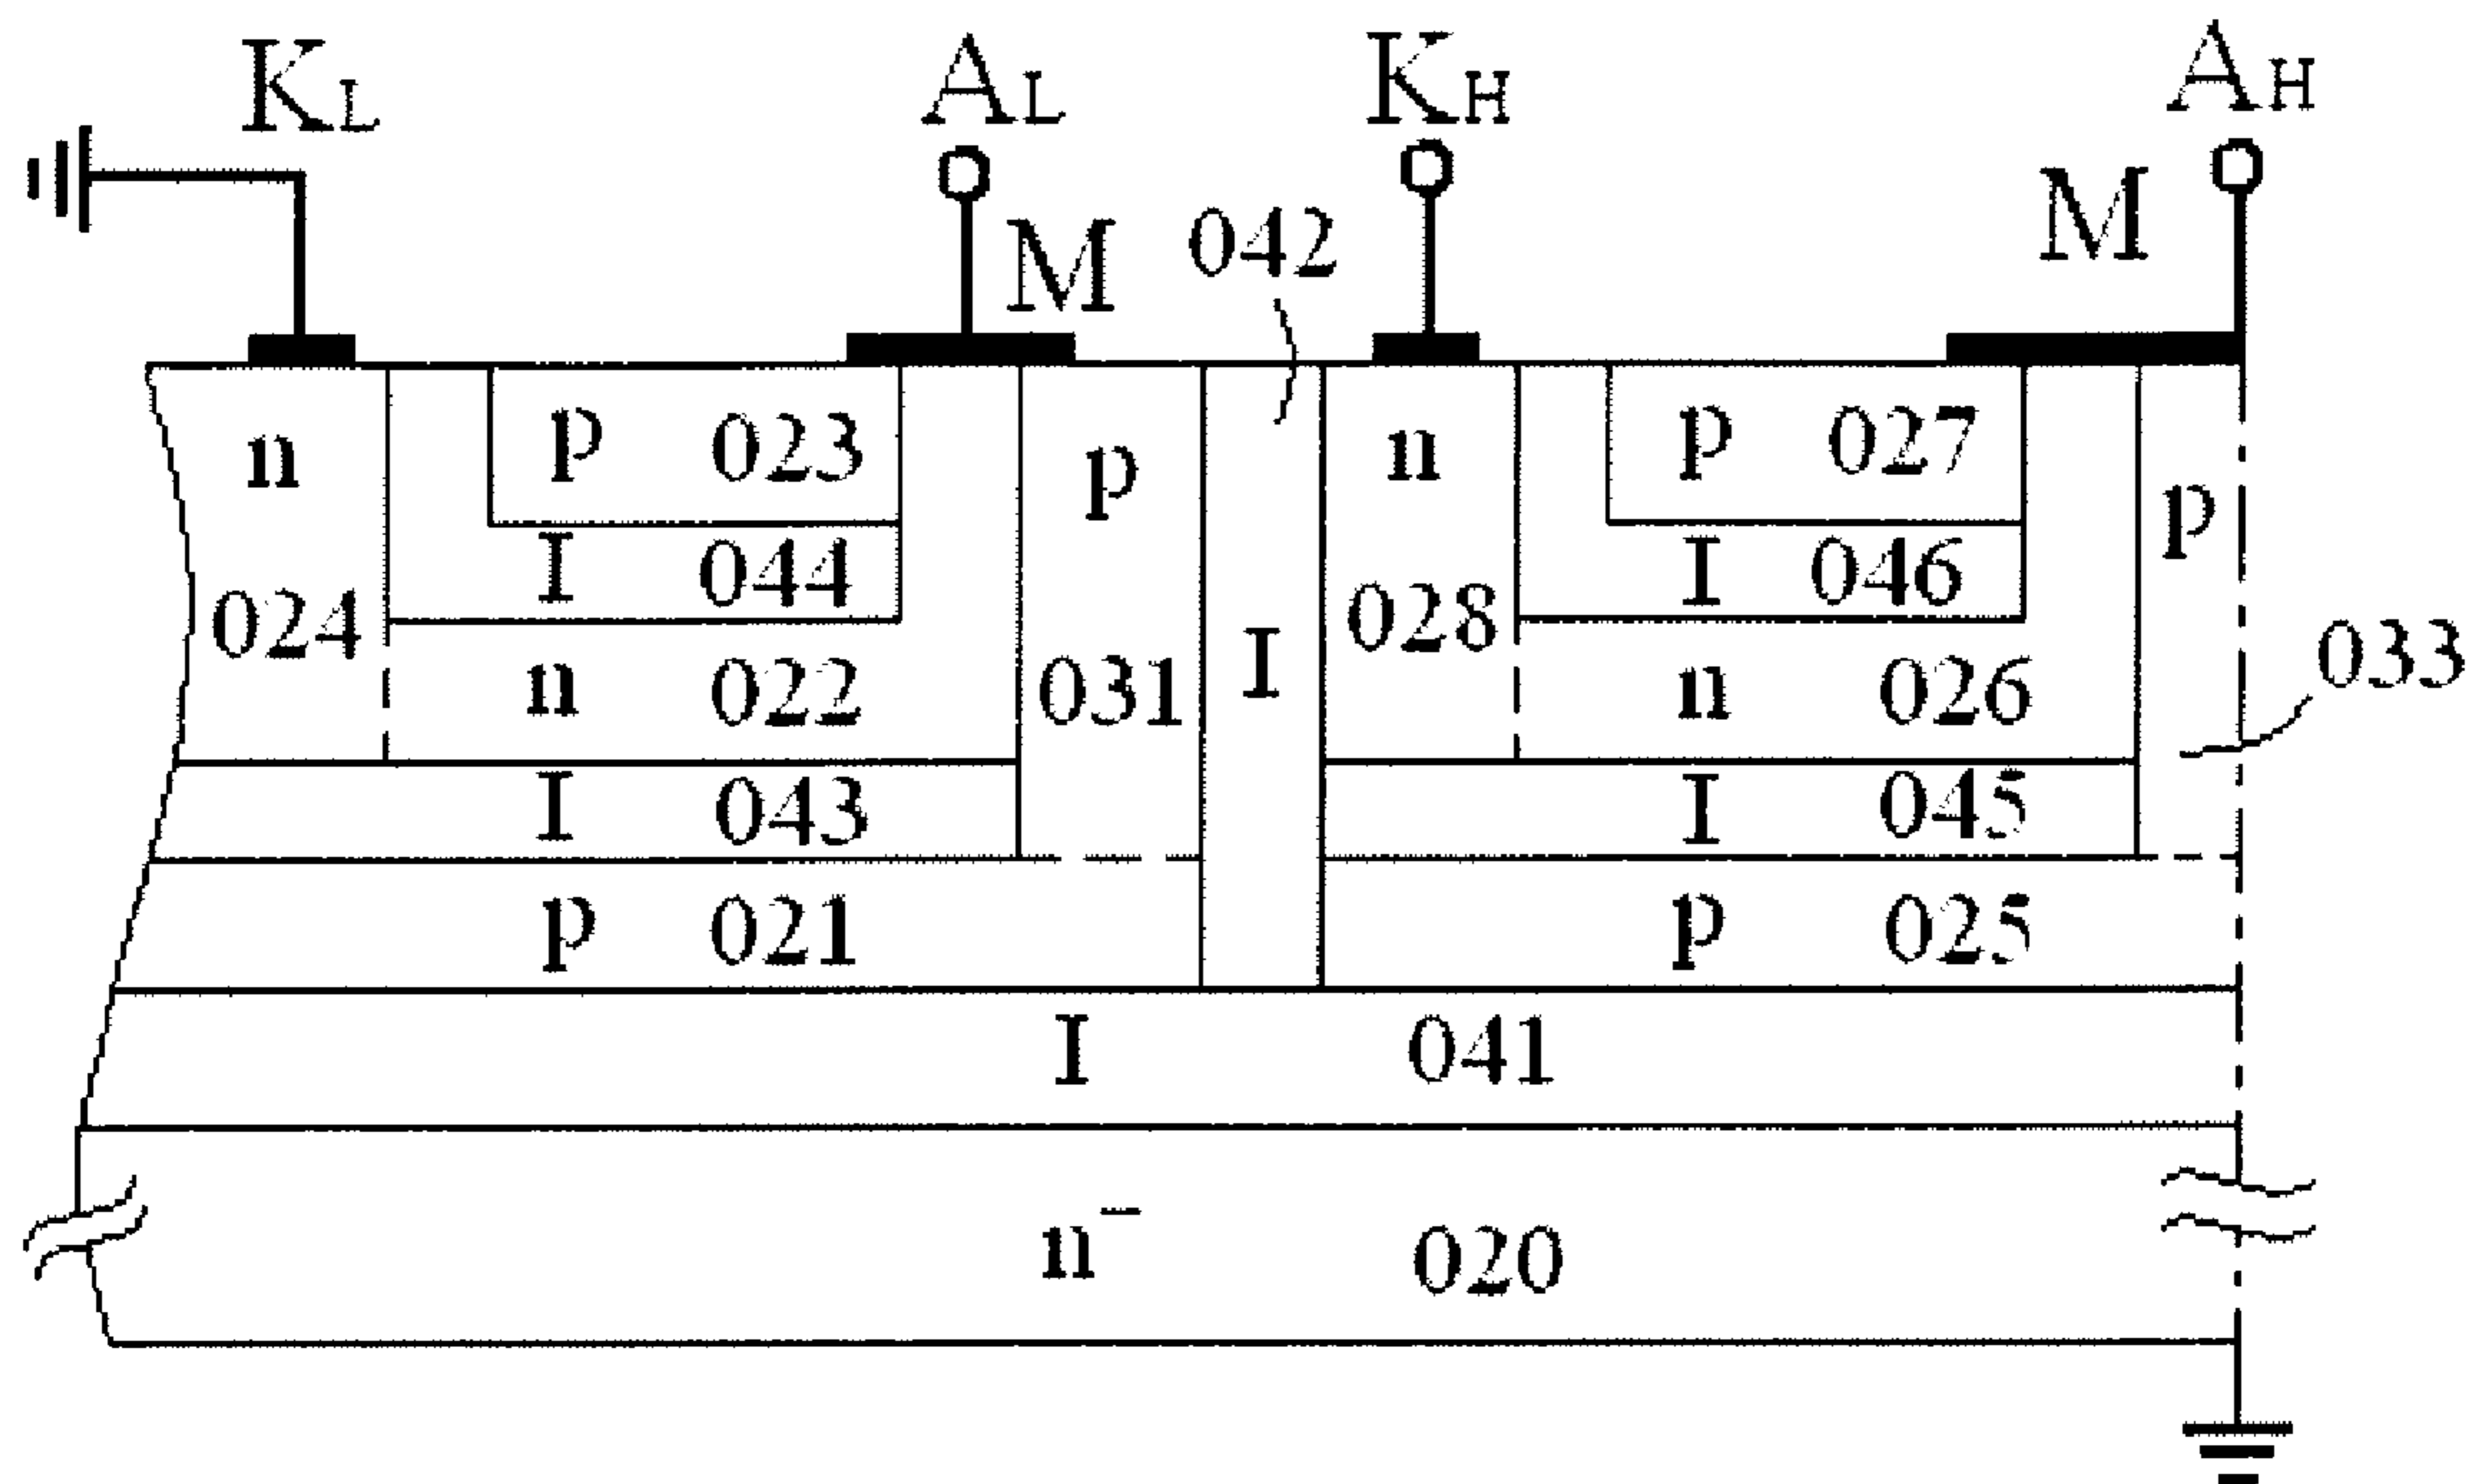 KL AL KH AH
M 042 M
n p 023 p n p 027 p
024 I 044 031 I 028 I 046 033
n 022 n 026
I 043 I 045
p 021 p 025
I 041
n⁻ 020